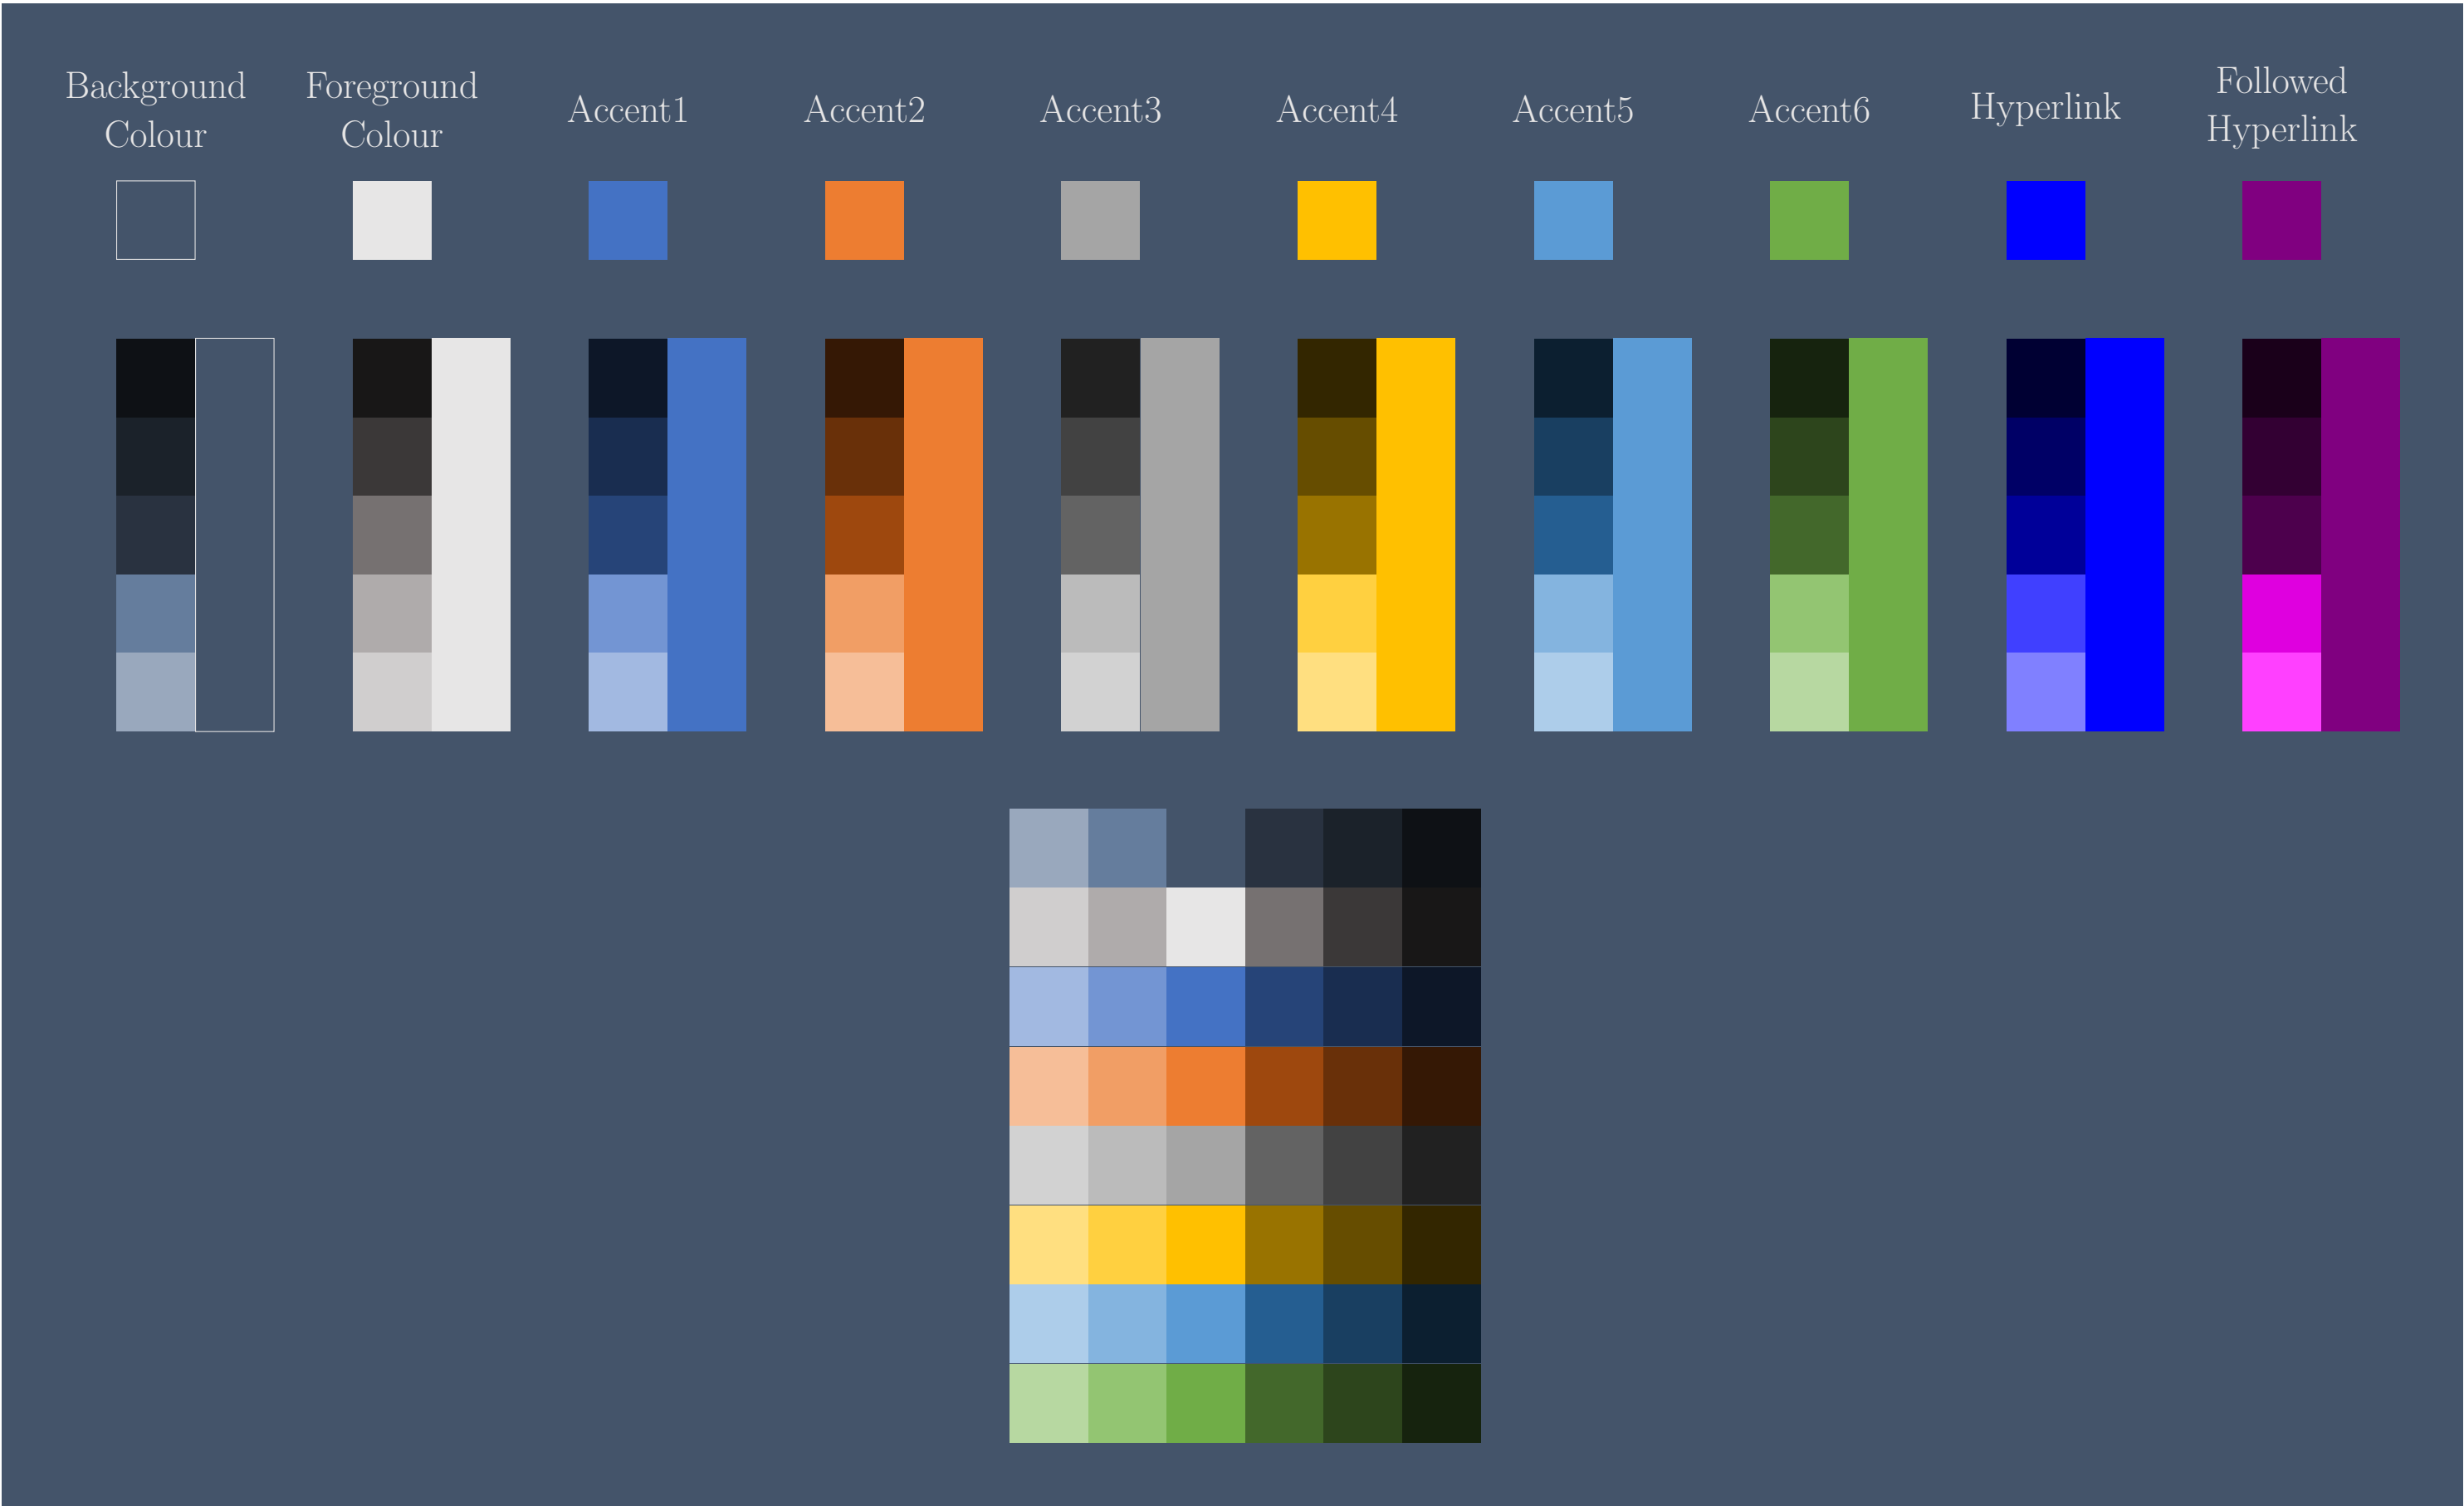 Background
Colour
Foreground
Colour
Accent1
Accent2
Accent3
Accent4
Accent5
Accent6
Hyperlink
Followed
Hyperlink